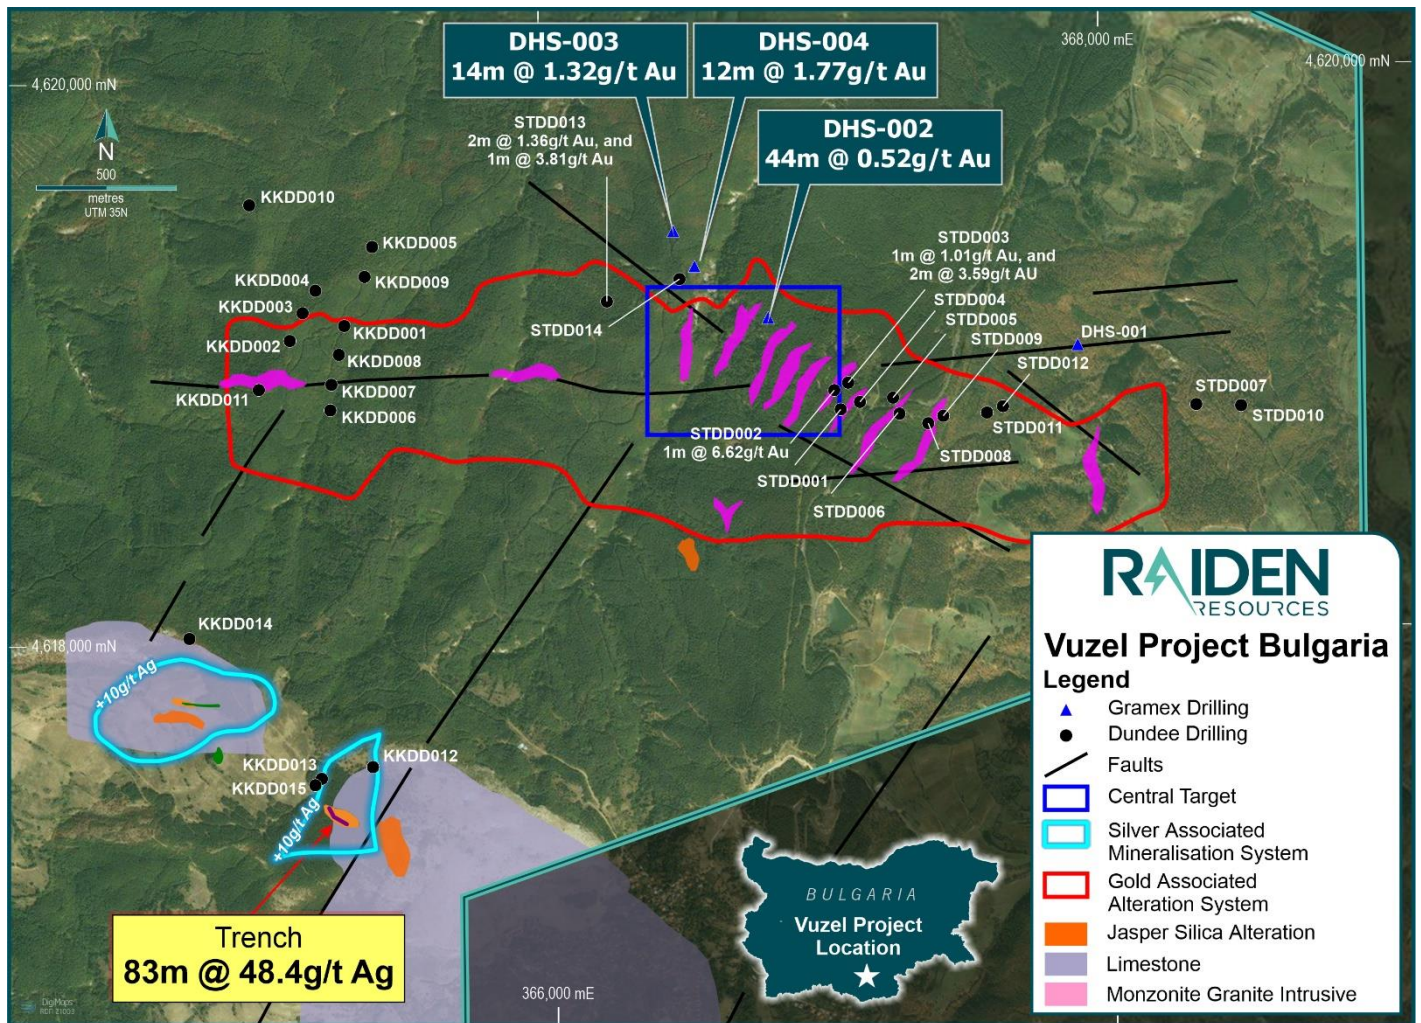 DHS-003
14m @ 1.32g/t Au
DHS-004
12m @ 1.77g/t Au
368,000 mE
4,620,000 mN
4,620,000 mN
N
500
metres
UTM 35N
STDD013
2m @ 1.36g/t Au, and
1m @ 3.81g/t Au
DHS-002
44m @ 0.52g/t Au
KKDD010
KKDD005
KKDD004
KKDD009
KKDD003
KKDD001
KKDD002
KKDD008
KKDD007
KKDD011
KKDD006
STDD014
STDD003
1m @ 1.01g/t Au, and
2m @ 3.59g/t AU
STDD004
STDD005
STDD009
DHS-001
STDD012
STDD007
STDD010
STDD011
STDD002
1m @ 6.62g/t Au
STDD008
STDD001
STDD006
KKDD014
4,618,000 mN
+10g/t Ag
KKDD013
KKDD012
KKDD015
+10g/t Ag
Trench
83m @ 48.4g/t Ag
366,000 mE
BULGARIA
Vuzel Project
Location
RAIDEN
RESOURCES
Vuzel Project Bulgaria
Legend
Gramex Drilling
Dundee Drilling
Faults
Central Target
Silver Associated
Mineralisation System
Gold Associated
Alteration System
Jasper Silica Alteration
Limestone
Monzonite Granite Intrusive
DigMaps